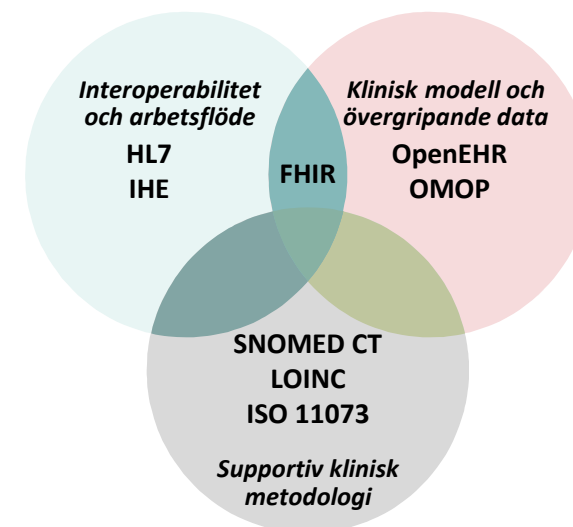 Interoperabilitet
och arbetsflöde
HL7
IHE
Klinisk modell och
övergripande data
OpenEHR
OMOP
FHIR
SNOMED CT
LOINC
ISO 11073
Supportiv klinisk
metodologi